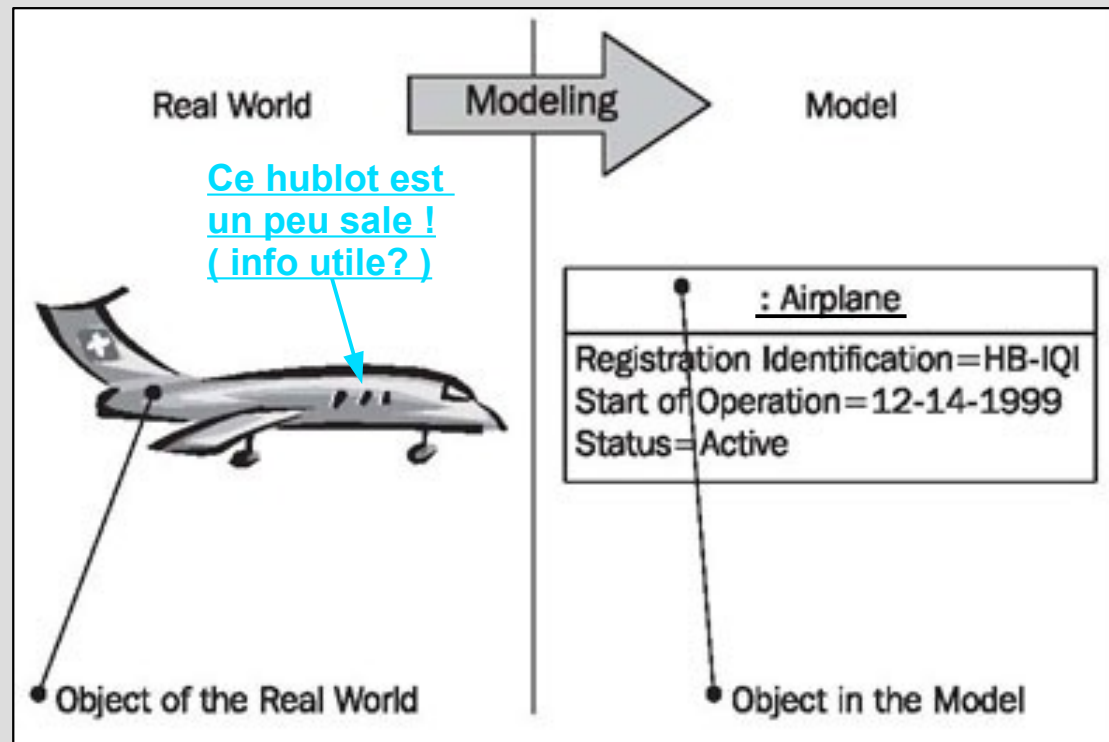 Real World
Modeling
Model
Ce hublot est
un peu sale !
( info utile? )
: Airplane
Registration Identification=HB-IQI
Start of Operation=12-14-1999
Status=Active
Object of the Real World
Object in the Model